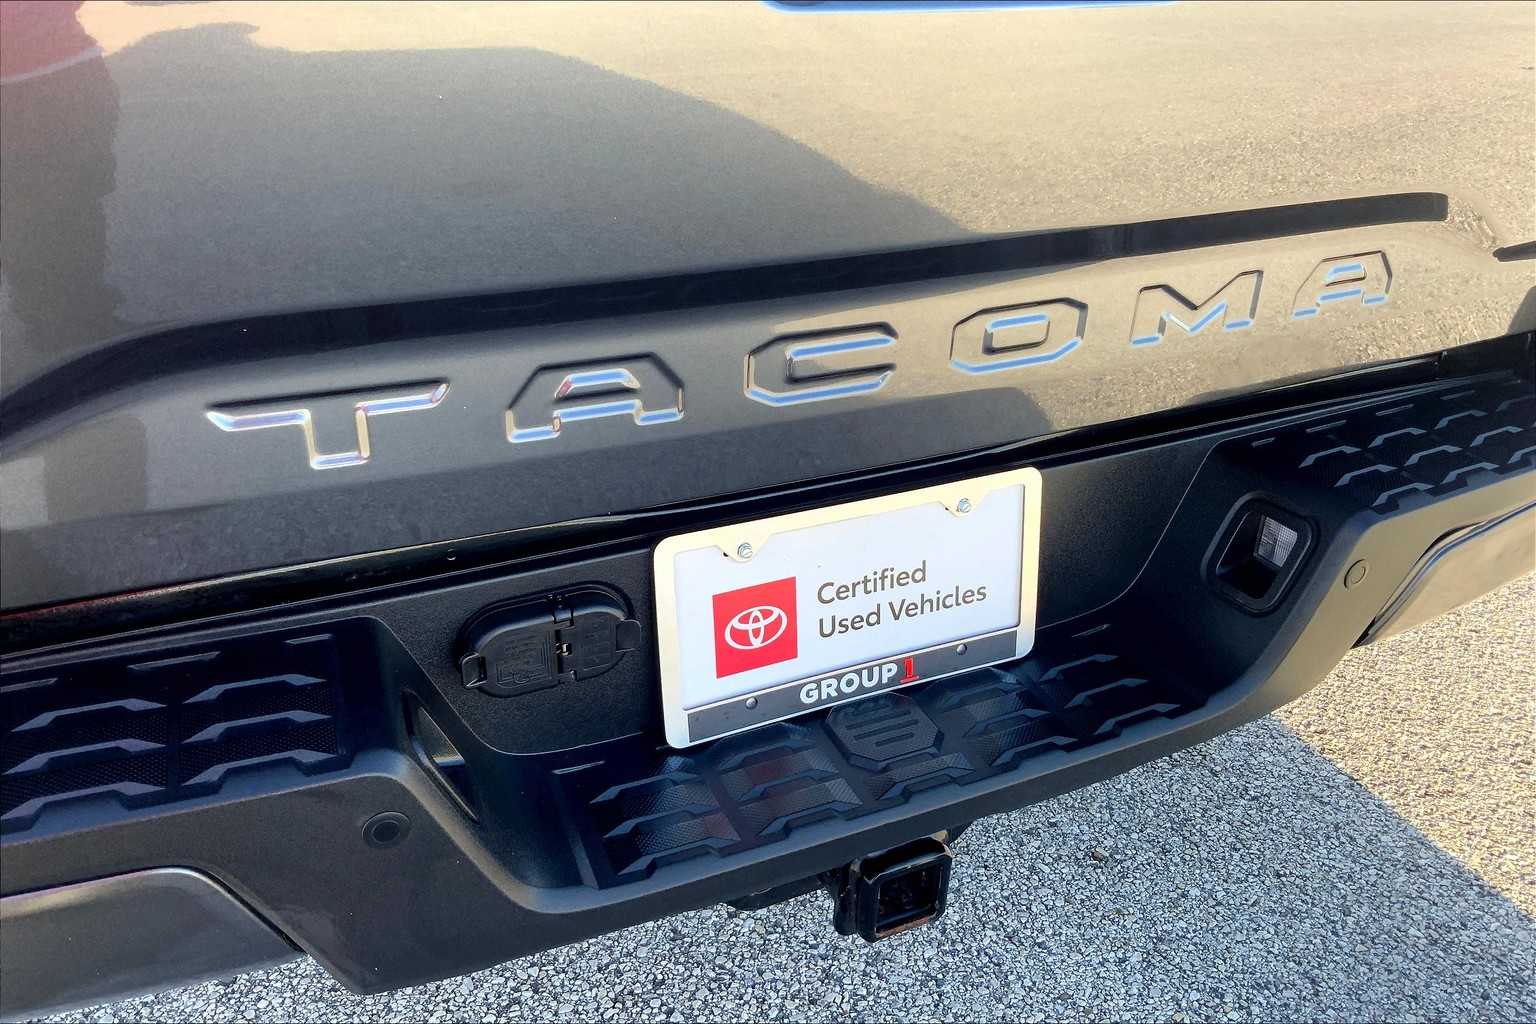 TACOMA
Certified
Used Vehicles
GROUP 1